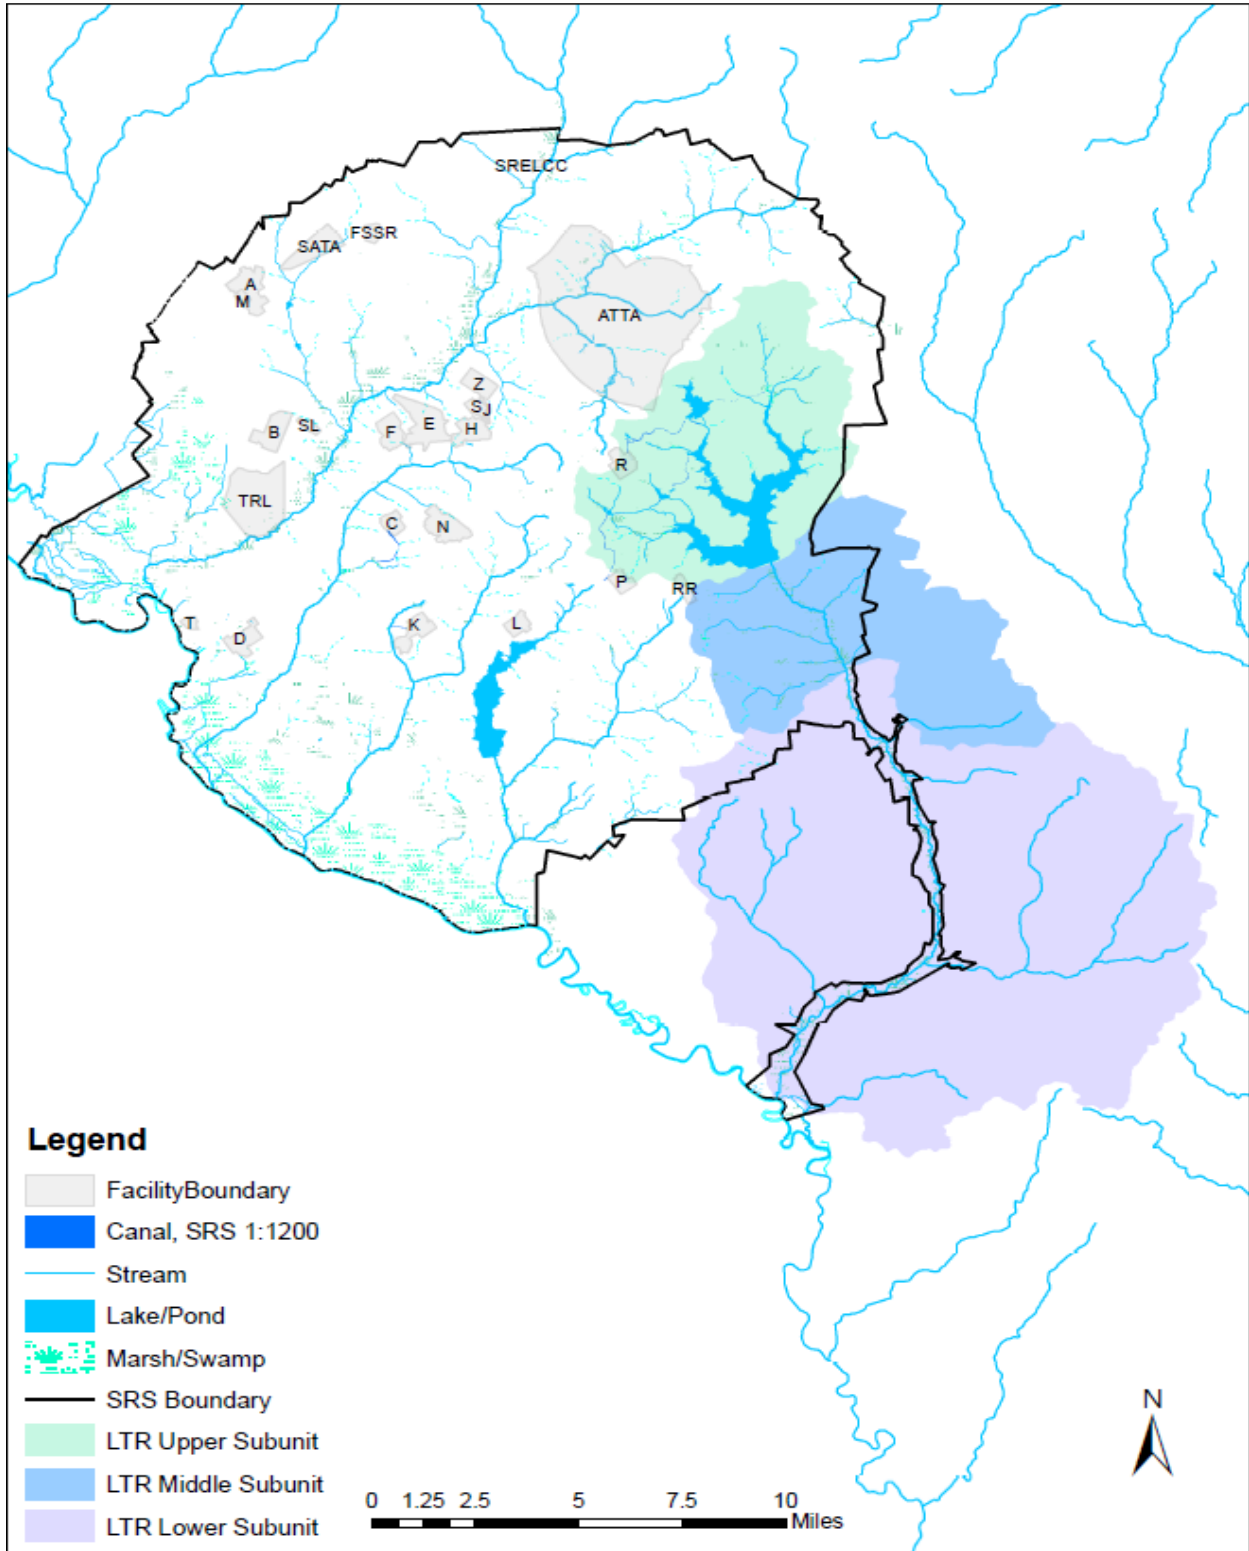 SRELCC
FSSR
SATA
A
M
ATTA
Z
S
J
E
H
F
B
SL
R
TRL
C
N
P
RR
T
D
K
L
Legend
FacilityBoundary
Canal, SRS 1:1200
Stream
Lake/Pond
Marsh/Swamp
SRS Boundary
LTR Upper Subunit
LTR Middle Subunit
LTR Lower Subunit
N
0 1.25 2.5 5 7.5 10
Miles